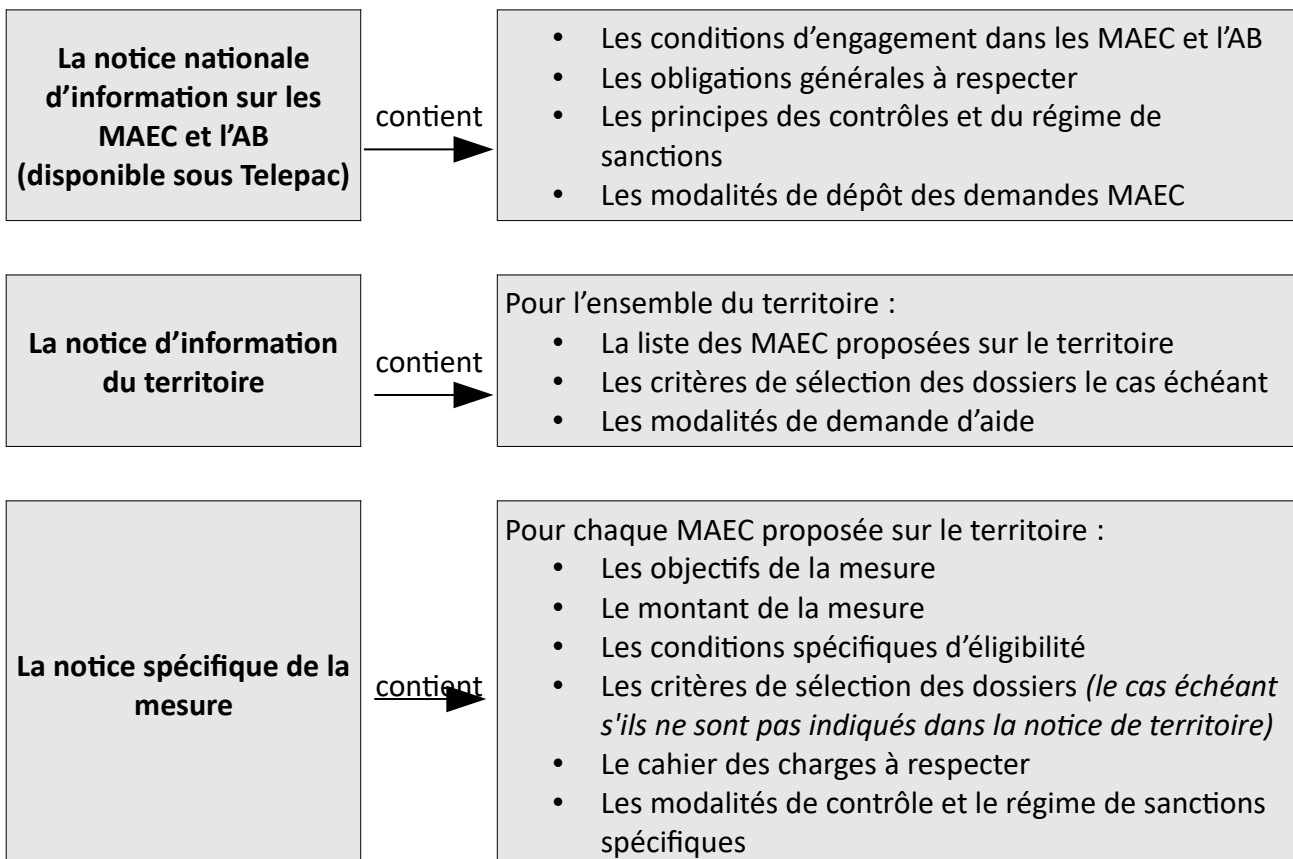 La notice nationale
d’information sur les
MAEC et l’AB
(disponible sous Telepac)
contient
• Les conditions d’engagement dans les MAEC et l’AB
• Les obligations générales à respecter
• Les principes des contrôles et du régime de
sanctions
• Les modalités de dépôt des demandes MAEC
La notice d’information
du territoire
contient
Pour l’ensemble du territoire :
• La liste des MAEC proposées sur le territoire
• Les critères de sélection des dossiers le cas échéant
• Les modalités de demande d’aide
La notice spécifique de la
mesure
contient
Pour chaque MAEC proposée sur le territoire :
• Les objectifs de la mesure
• Le montant de la mesure
• Les conditions spécifiques d’éligibilité
• Les critères de sélection des dossiers (le cas échéant
s'ils ne sont pas indiqués dans la notice de territoire)
• Le cahier des charges à respecter
• Les modalités de contrôle et le régime de sanctions
spécifiques